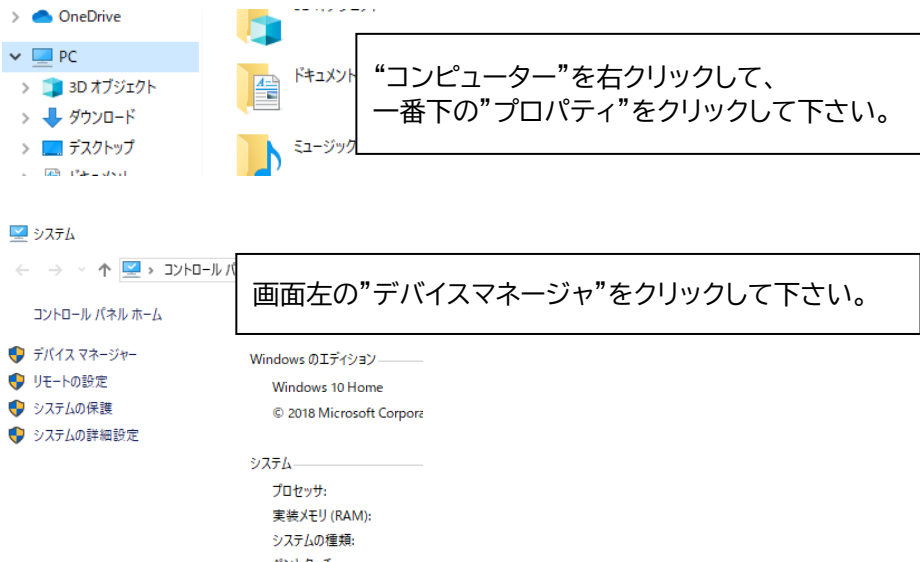 OneDrive
PC
3D オブジェクト
ダウンロード
デスクトップ
ドキュメント
ドキュメント
ミュージック
“コンピューター”を右クリックして、
一番下の”プロパティ”をクリックして下さい。
システム
コントロール パ
画面左の”デバイスマネージャ”をクリックして下さい。
コントロール パネル ホーム
デバイス マネージャー
リモートの設定
システムの保護
システムの詳細設定
Windows のエディション
Windows 10 Home
© 2018 Microsoft Corpora
システム
プロセッサ:
実装メモリ (RAM):
システムの種類: